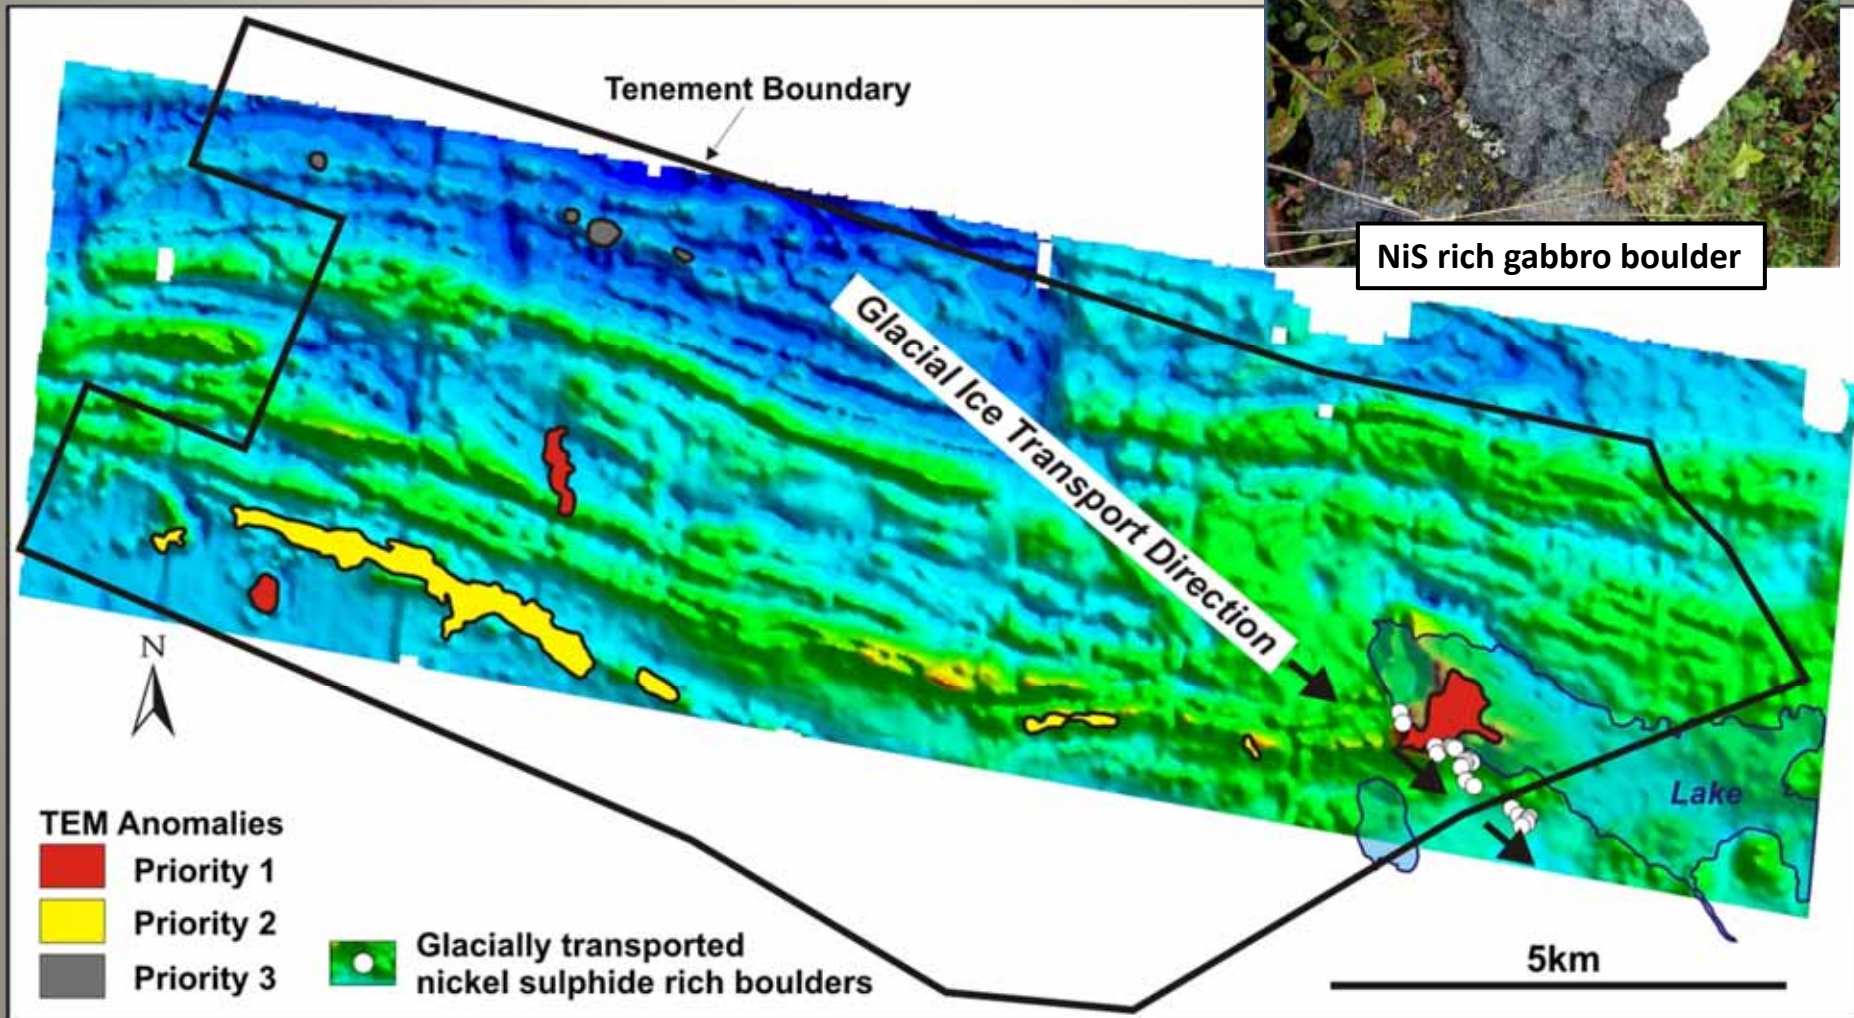 Tenement Boundary
NiS rich gabbro boulder
Glacial Ice Transport Direction
N
Lake
TEM Anomalies
Priority 1
Priority 2
Priority 3
Glacially transported
nickel sulphide rich boulders
5km